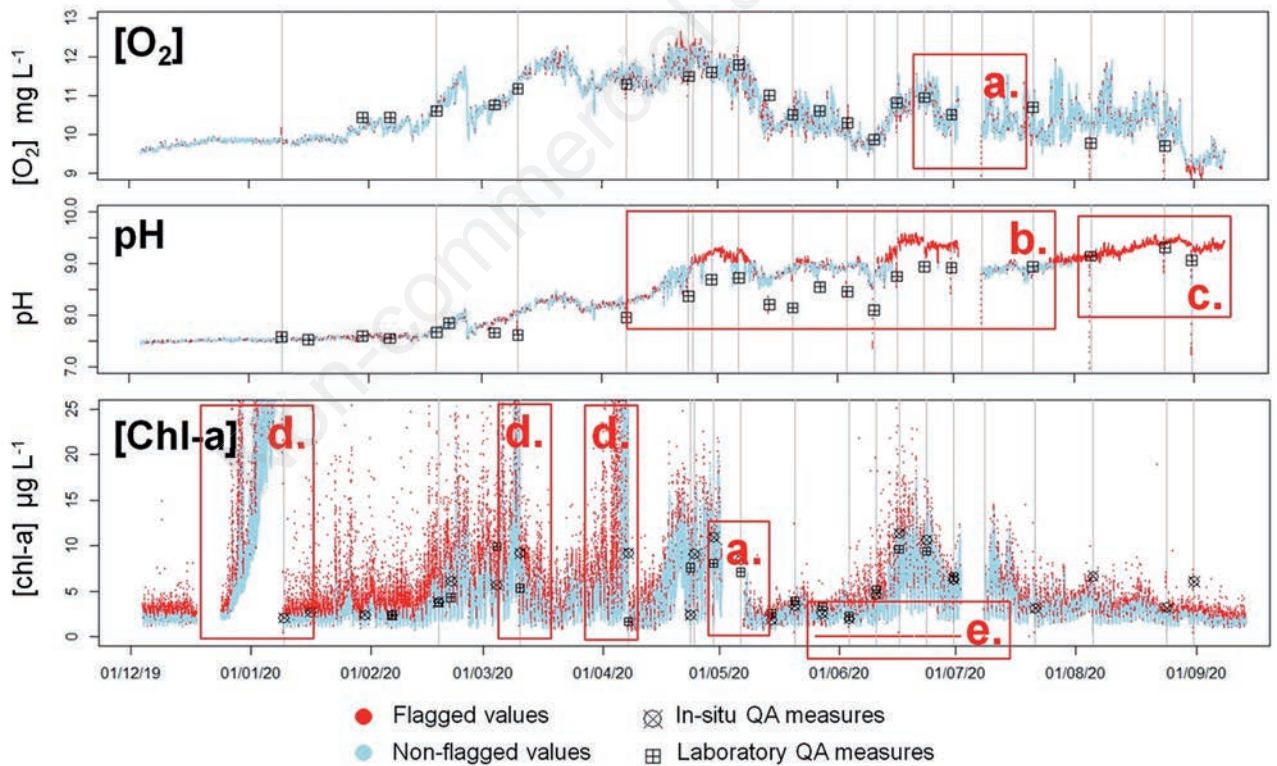 on-commercial
[O₂]
[O₂] mg L⁻¹
13
12
11
10
9
a.
pH
pH
10.0
9.0
8.0
7.0
b.
c.
[Chl-a]
[chl-a] µg L⁻¹
25
20
15
10
5
0
d.
d.
d.
a.
e.
01/12/19 01/01/20 01/02/20 01/03/20 01/04/20 01/05/20 01/06/20 01/07/20 01/08/20 01/09/20
Flagged values In-situ QA measures
Non-flagged values Laboratory QA measures